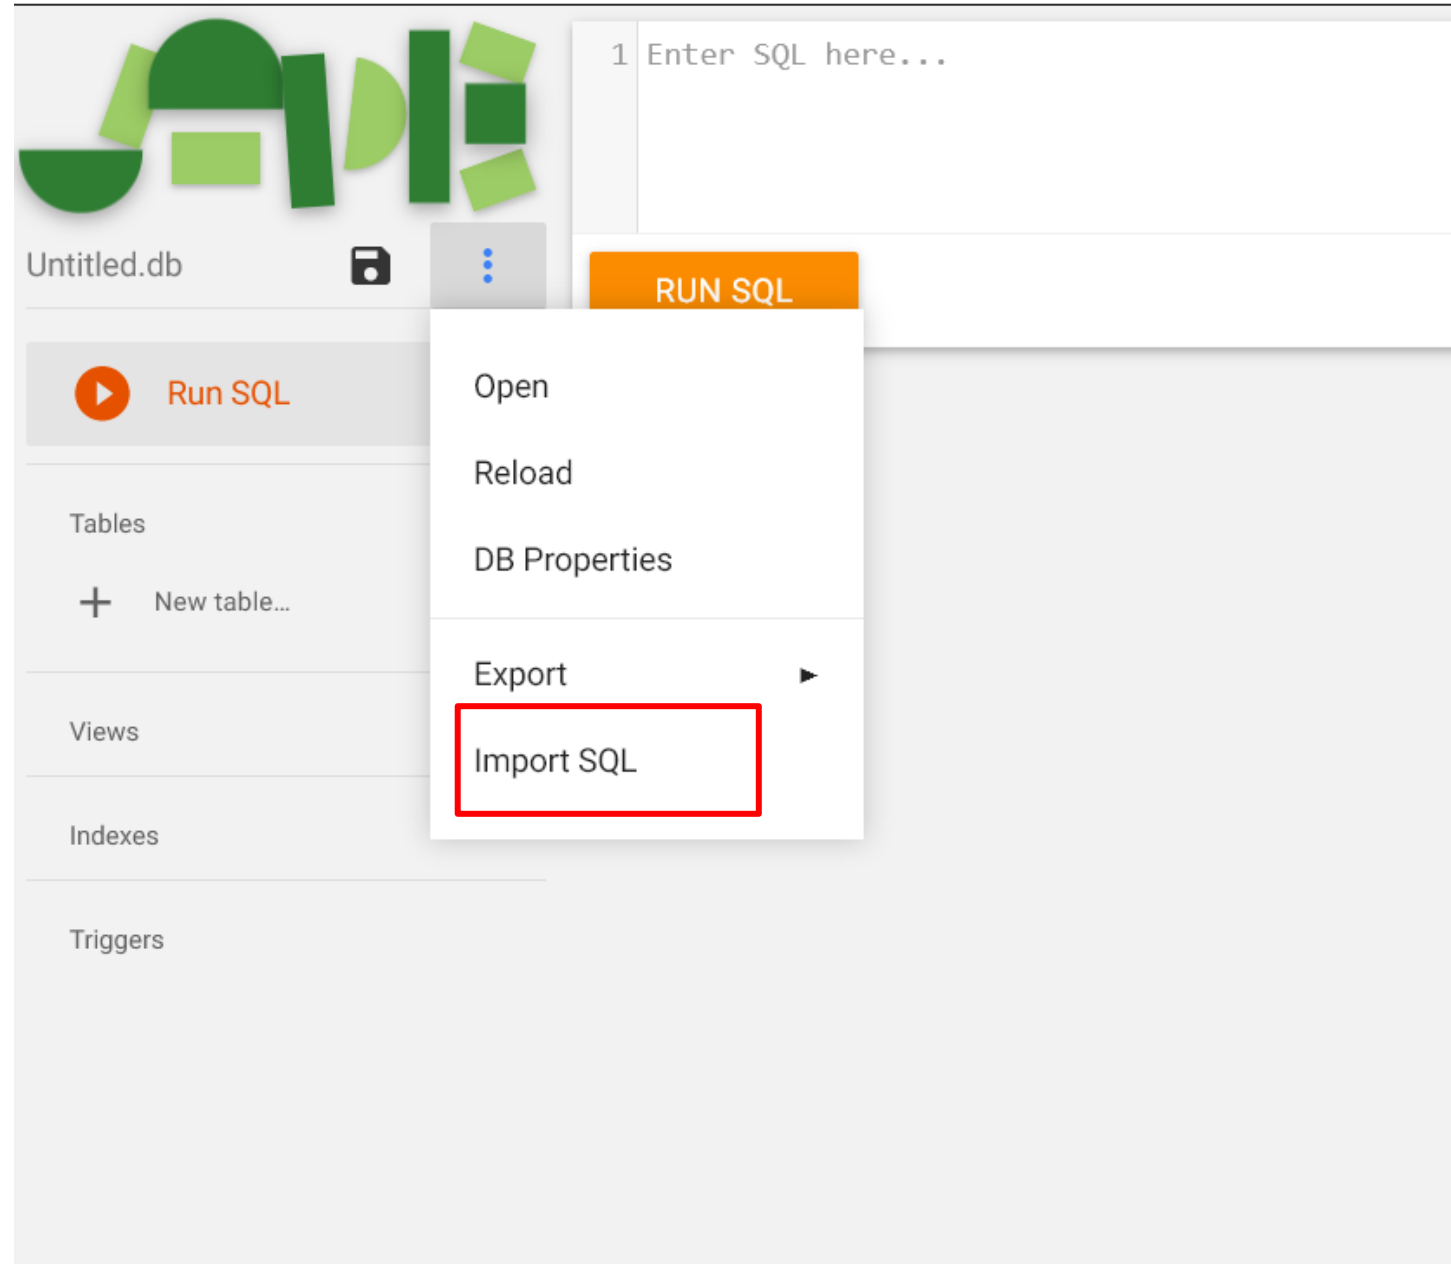 1 Enter SQL here...
Untitled.db
RUN SQL
Run SQL
Open
Reload
DB Properties
Export
Import SQL
Tables
New table...
Views
Indexes
Triggers